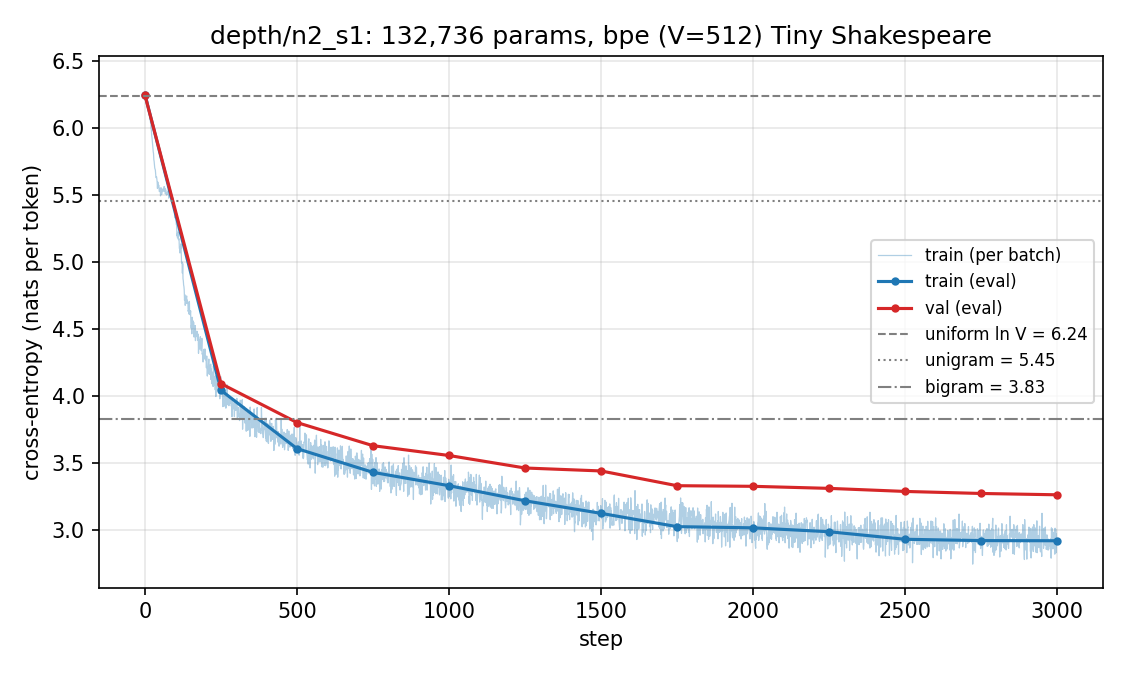 depth/n2_s1: 132,736 params, bpe (V=512) Tiny Shakespeare
cross-entropy (nats per token)
6.5
6.0
5.5
5.0
4.5
4.0
3.5
3.0
train (per batch)
train (eval)
val (eval)
uniform ln V = 6.24
unigram = 5.45
bigram = 3.83
0 500 1000 1500 2000 2500 3000
step